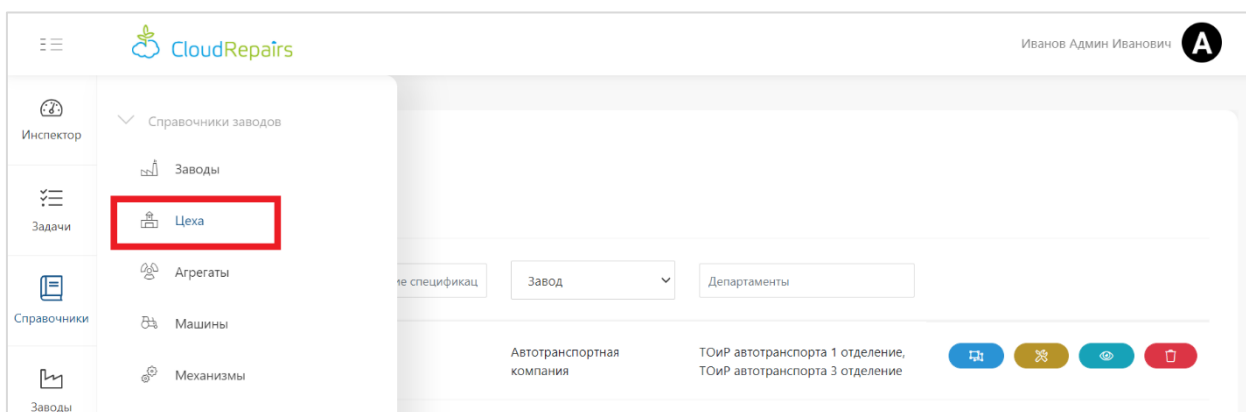 CloudRepairs
Иванов Админ Иванович
A
Инспектор
Задачи
Справочники
Заводы
Справочники заводов
Заводы
Цеха
Агрегаты
Машины
Механизмы
ие спецификац
Завод
Департаменты
Автотранспортная
компания
ТОиР автотранспорта 1 отделение,
ТОиР автотранспорта 3 отделение